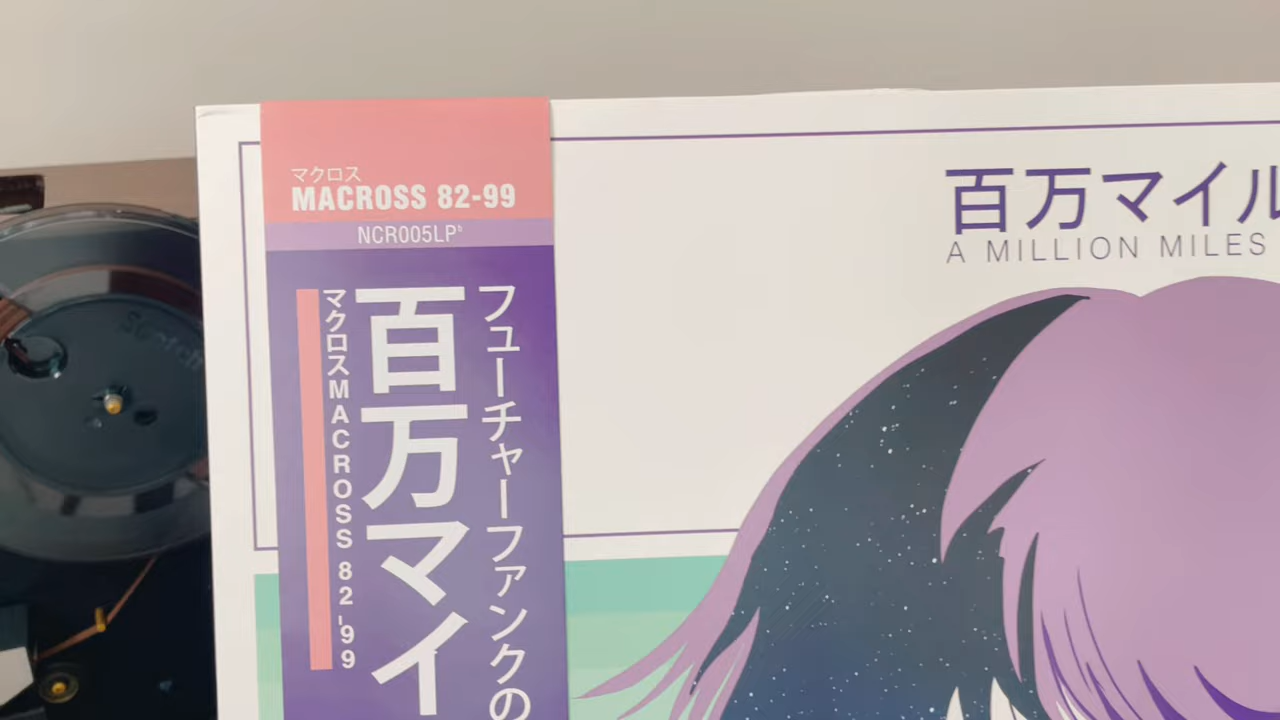 マクロス
MACROSS 82-99
NCR005LP
フューチャーファンクの
百万マイ
マクロスMACROSS 82-'99
百万マイル
A MILLION MILES
Scotch